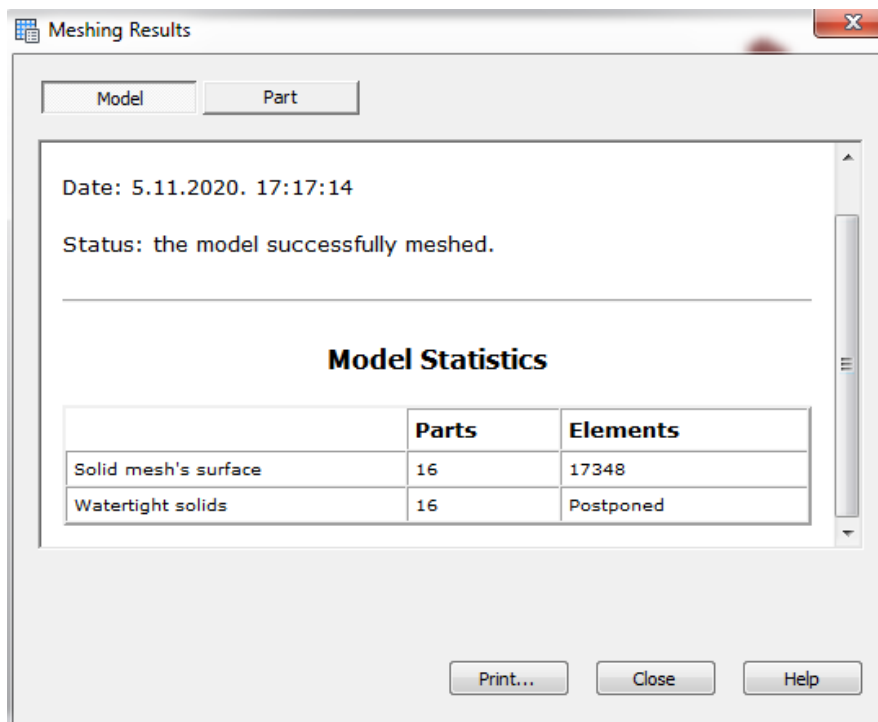 Meshing Results
Model Part
Date: 5.11.2020. 17:17:14
Status: the model successfully meshed.
Model Statistics
Parts Elements
Solid mesh's surface 16 17348
Watertight solids 16 Postponed
Print... Close Help